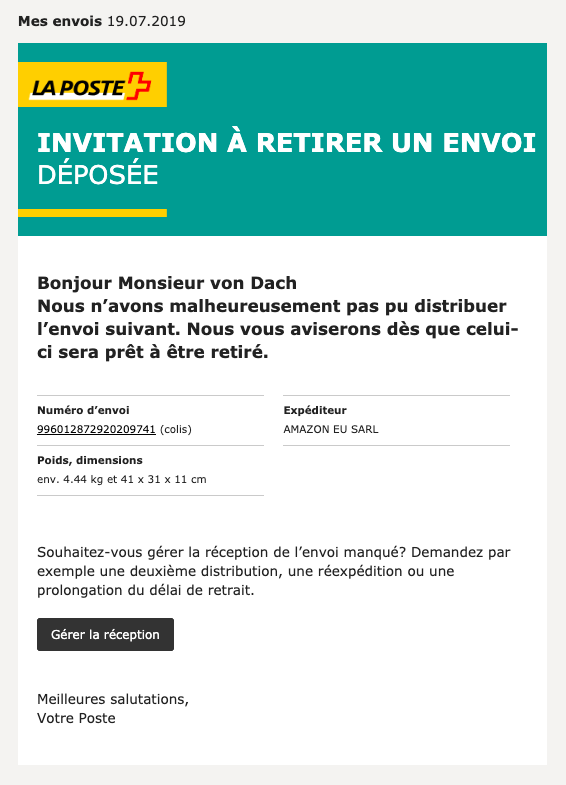 Mes envois 19.07.2019
LA POSTE
INVITATION À RETIRER UN ENVOI
DÉPOSÉE
Bonjour Monsieur von Dach
Nous n’avons malheureusement pas pu distribuer
l’envoi suivant. Nous vous aviserons dès que celui-
ci sera prêt à être retiré.
Numéro d’envoi
996012872920209741 (colis)
Expéditeur
AMAZON EU SARL
Poids, dimensions
env. 4.44 kg et 41 x 31 x 11 cm
Souhaitez-vous gérer la réception de l’envoi manqué? Demandez par
exemple une deuxième distribution, une réexpédition ou une
prolongation du délai de retrait.
Gérer la réception
Meilleures salutations,
Votre Poste